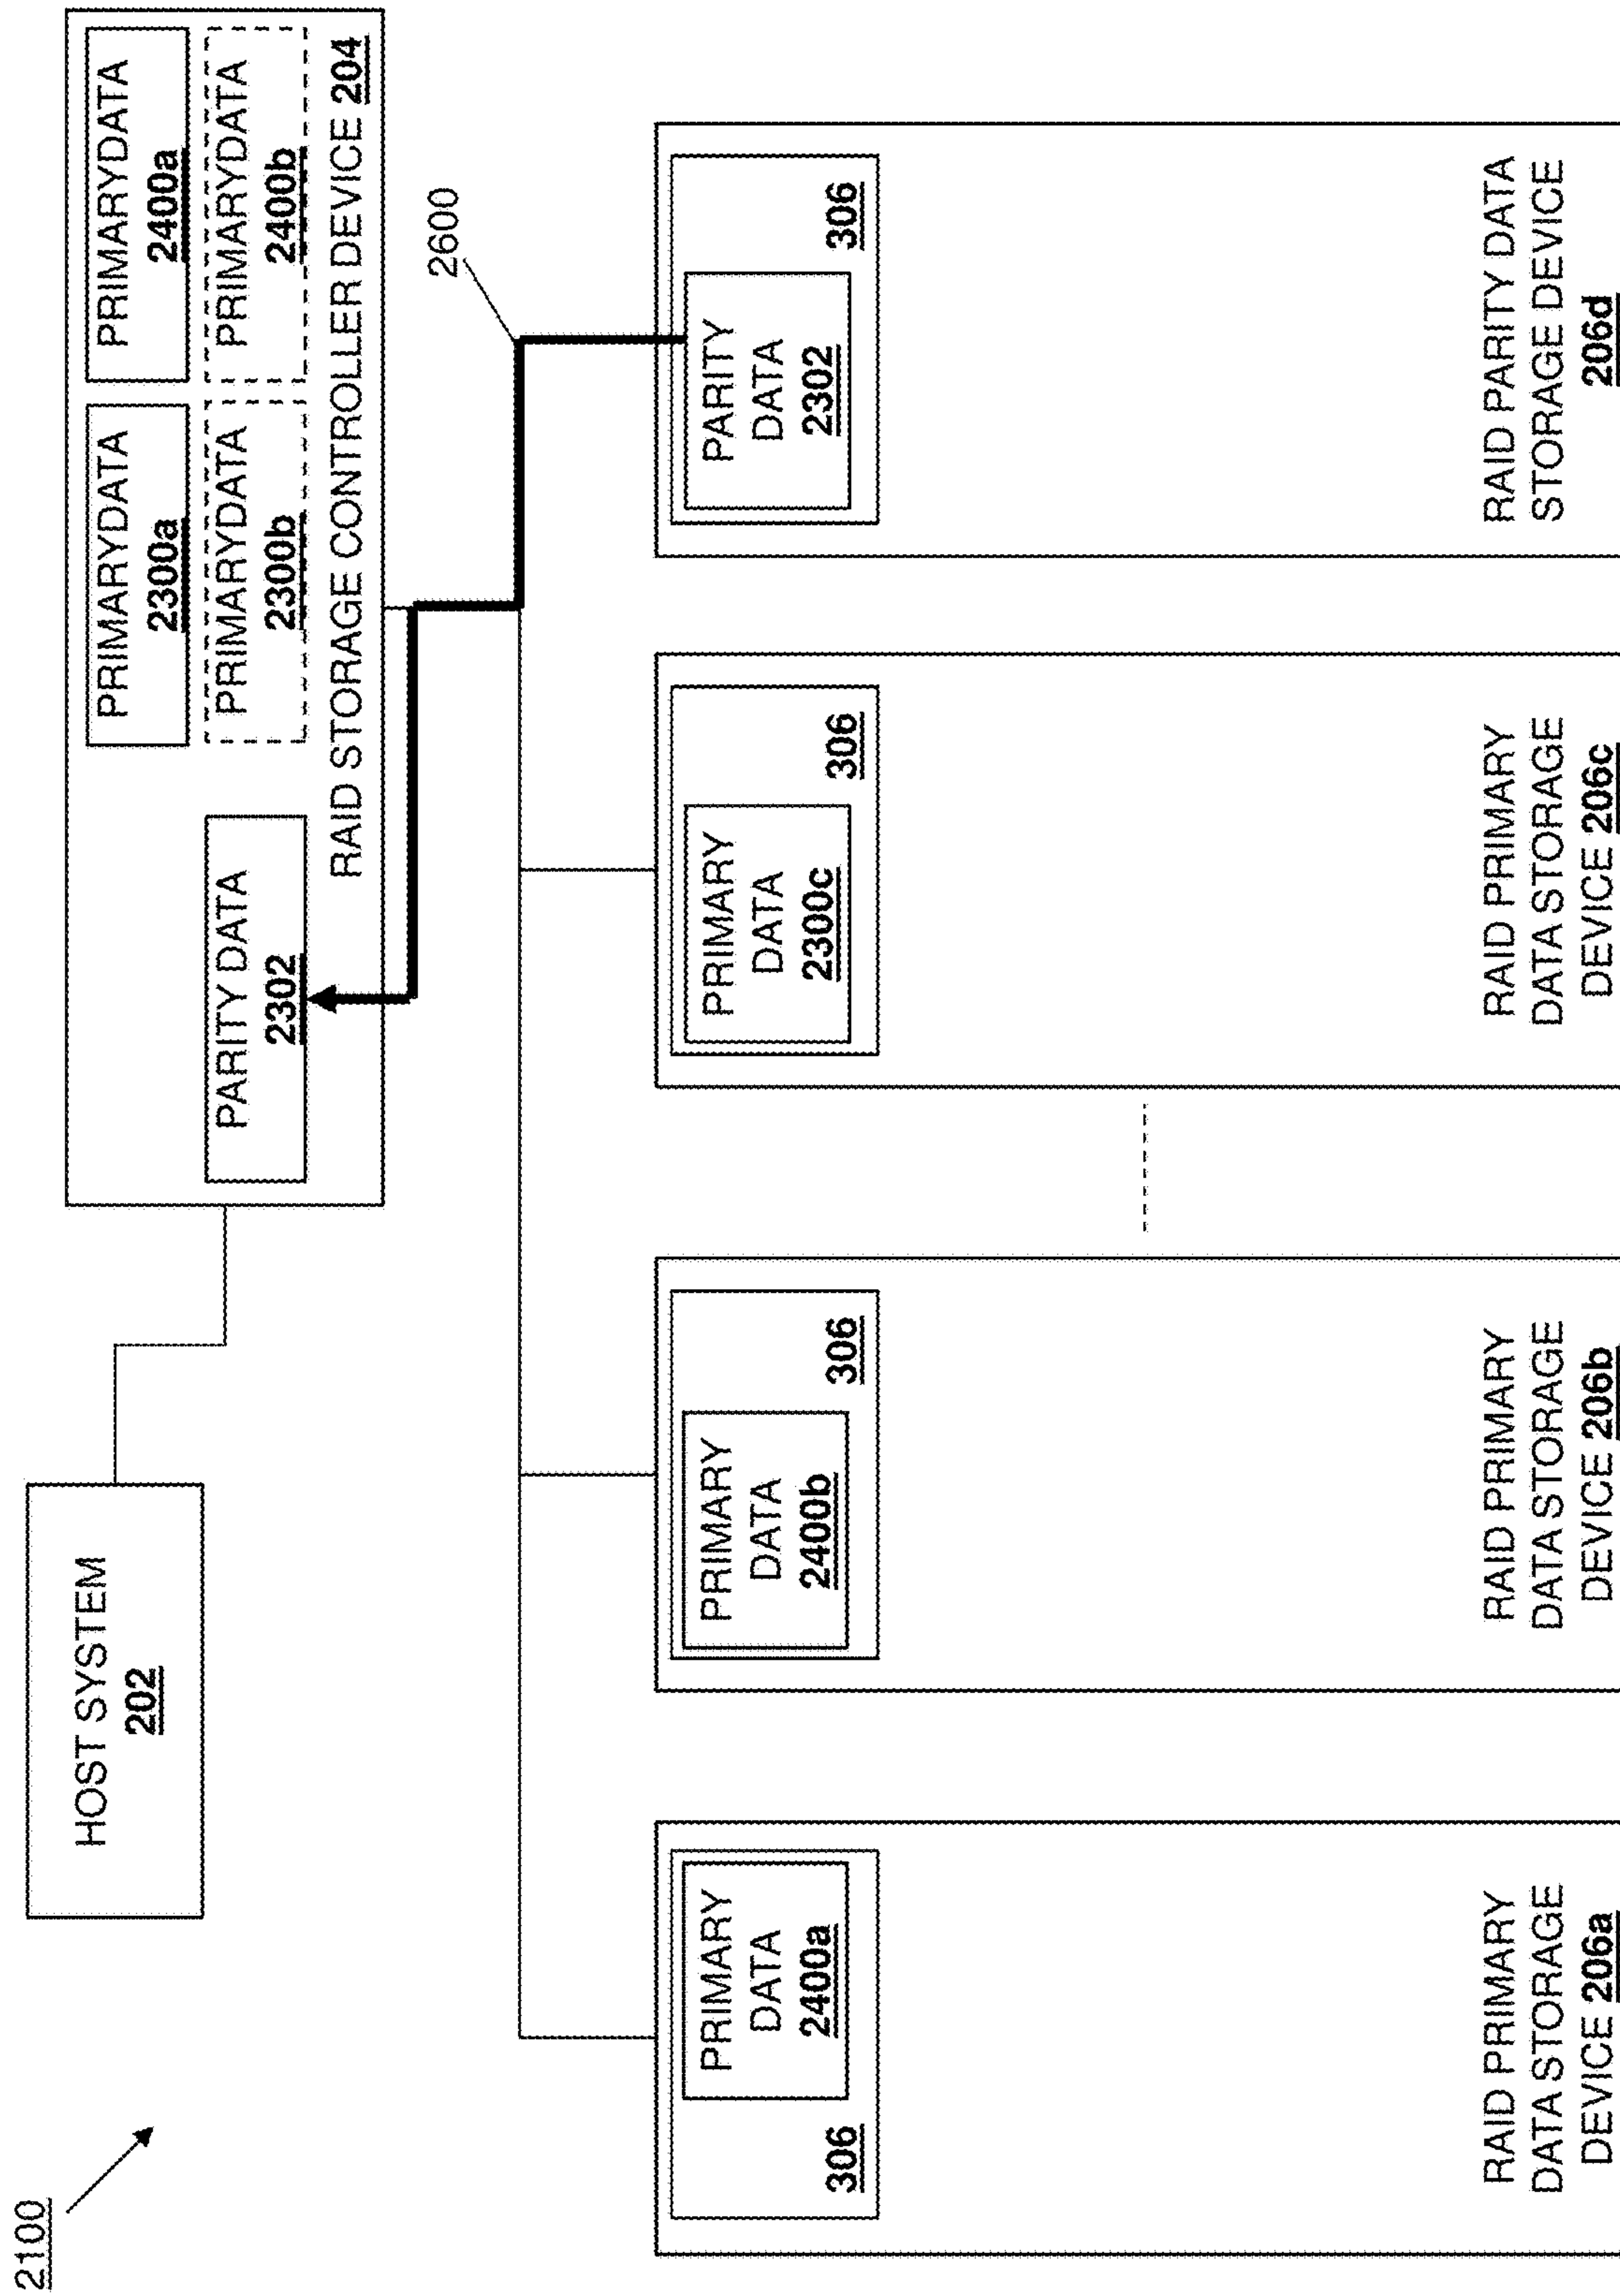 2100
HOST SYSTEM
202
PARITY DATA
2302
PRIMARYDATA
2300a
PRIMARYDATA
2400a
PRIMARYDATA
2300b
PRIMARYDATA
2400b
RAID STORAGE CONTROLLER DEVICE 204
2600
306
PRIMARY
DATA
2400a
RAID PRIMARY
DATA STORAGE
DEVICE 206a
PRIMARY
DATA
2400b
306
RAID PRIMARY
DATA STORAGE
DEVICE 206b
PRIMARY
DATA
2300c
306
RAID PRIMARY
DATA STORAGE
DEVICE 206c
PARITY
DATA
2302
306
RAID PARITY DATA
STORAGE DEVICE
206d